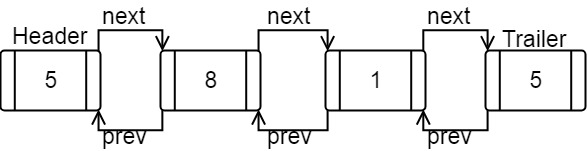 next next next
Header Trailer
5 8 1 5
prev prev prev